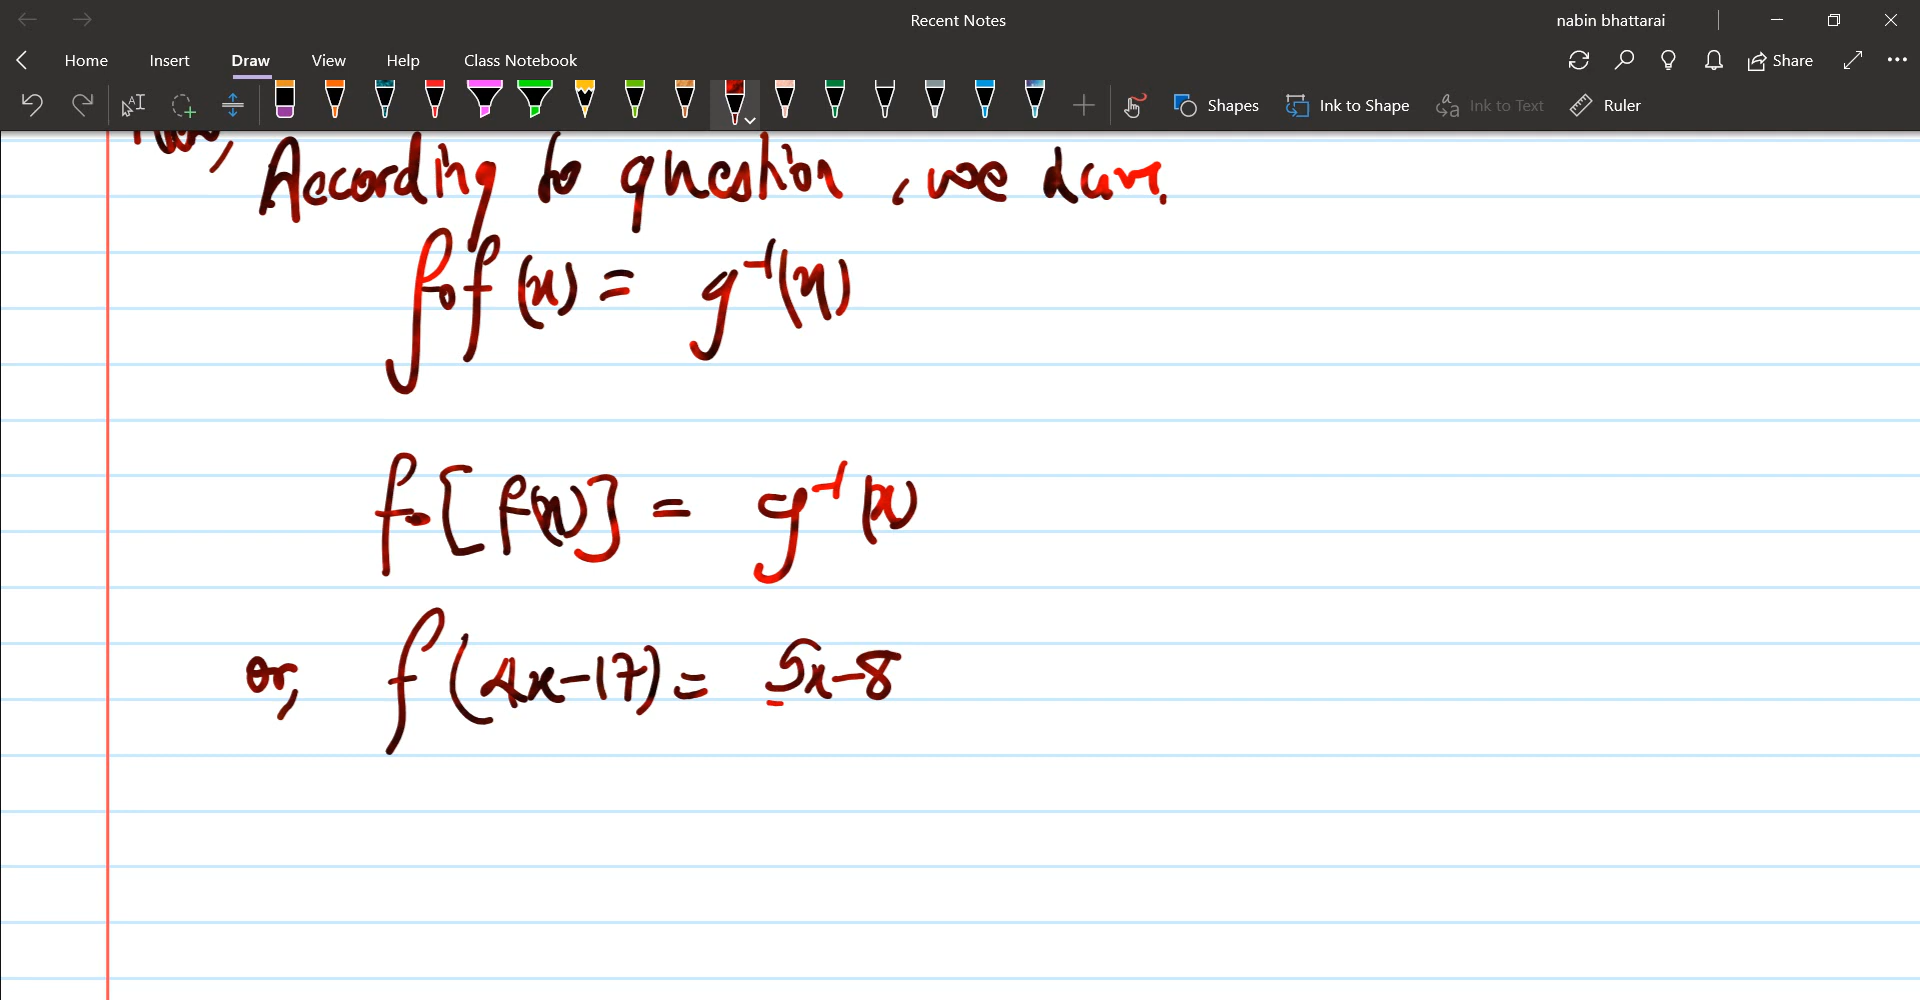 Recent Notes
nabin bhattarai
Home Insert Draw View Help Class Notebook
Share
Shapes Ink to Shape Ink to Text Ruler
According to question, we have,
fof(x) = g⁻¹(x)
f[f(x)] = g⁻¹(x)
or, f(4x-17) = 5x-8